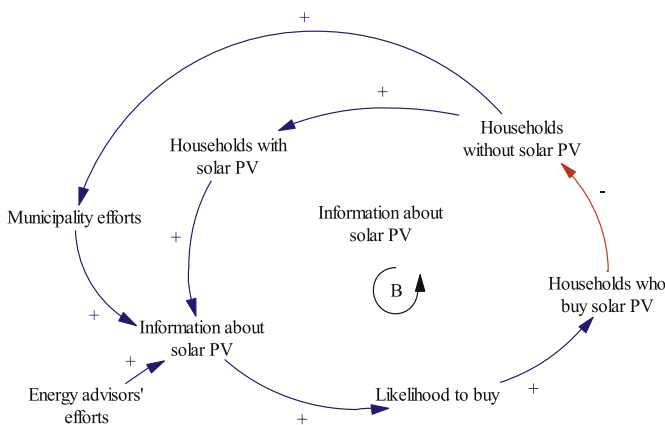 +
+
Households
without solar PV
Households with
solar PV
-
Municipality efforts
Information about
solar PV
+
B
Households who
buy solar PV
+
Information about
solar PV
+
Energy advisors'
efforts
Likelihood to buy
+
+